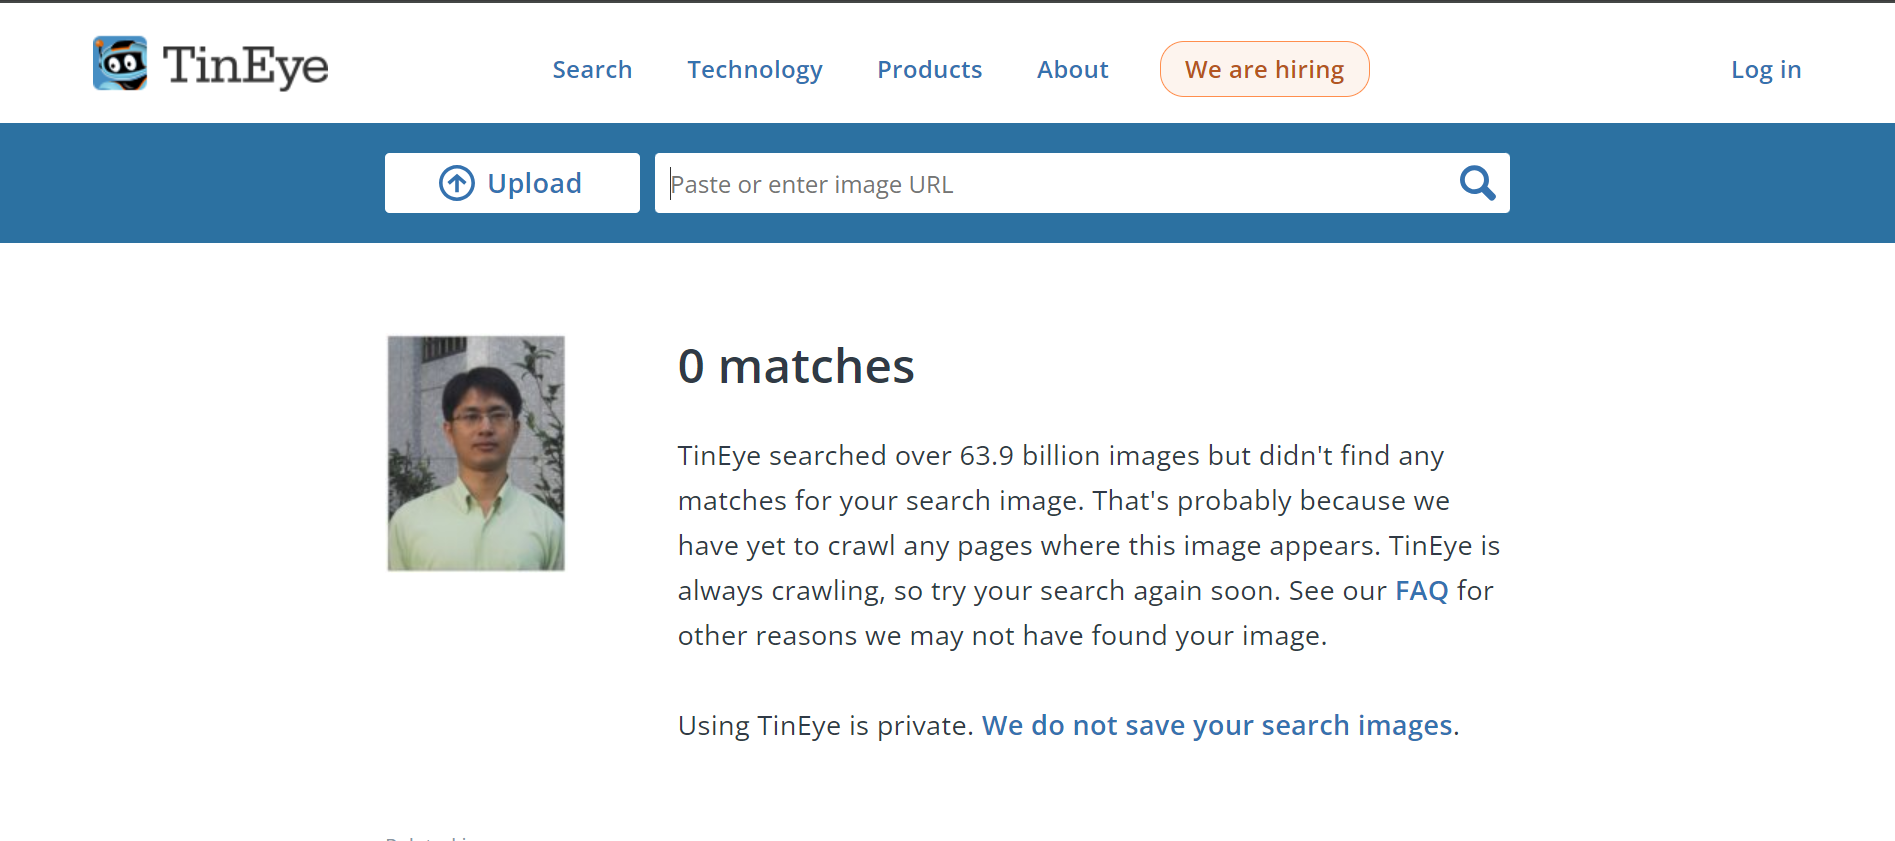 TinEye
Search Technology Products About We are hiring Log in
Upload Paste or enter image URL
0 matches
TinEye searched over 63.9 billion images but didn't find any
matches for your search image. That's probably because we
have yet to crawl any pages where this image appears. TinEye is
always crawling, so try your search again soon. See our FAQ for
other reasons we may not have found your image.
Using TinEye is private. We do not save your search images.